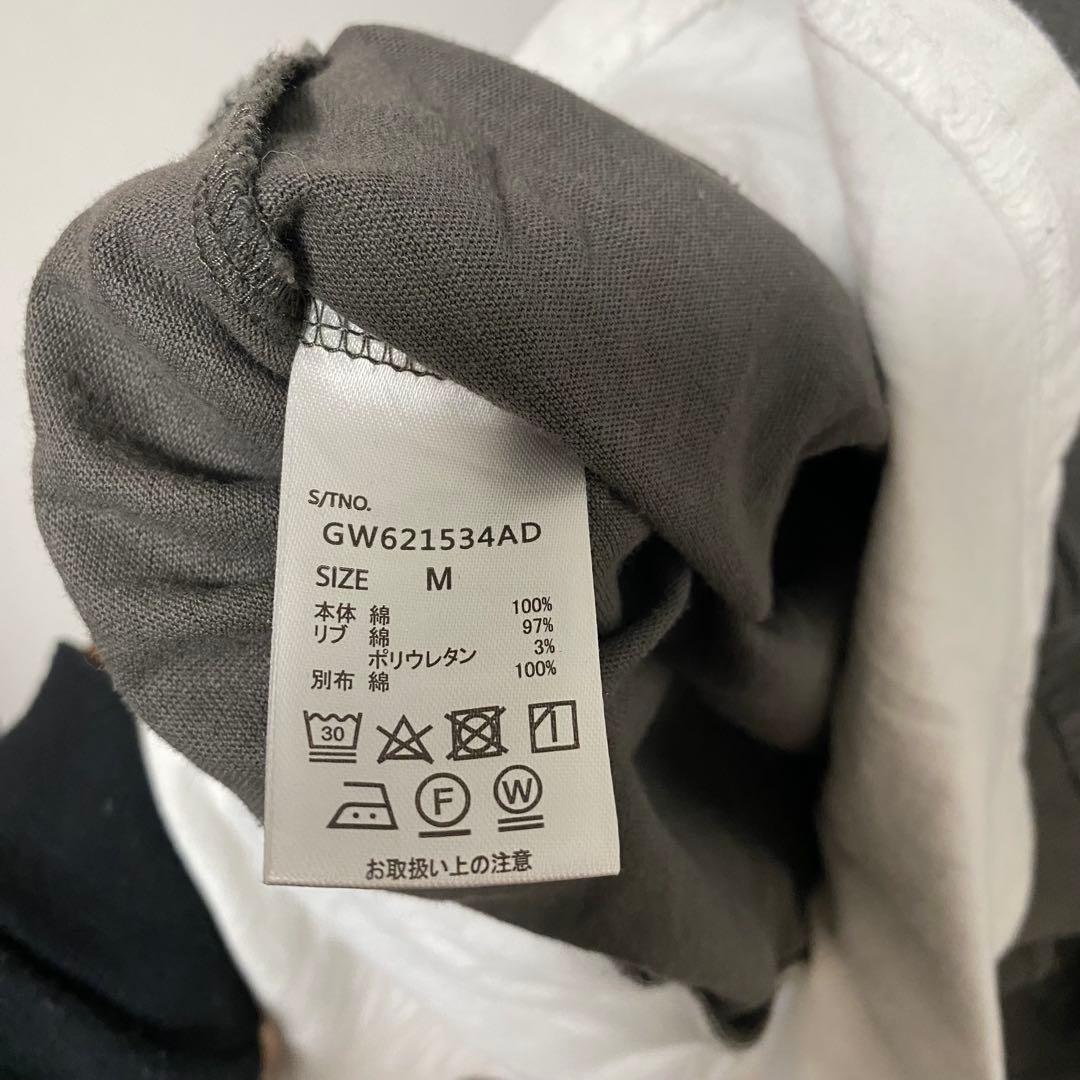 S/TNO.
GW621534AD
SIZE M
本体 綿 100%
リブ 綿 97%
ポリウレタン 3%
別布 綿 100%
30
F W
お取扱い上の注意